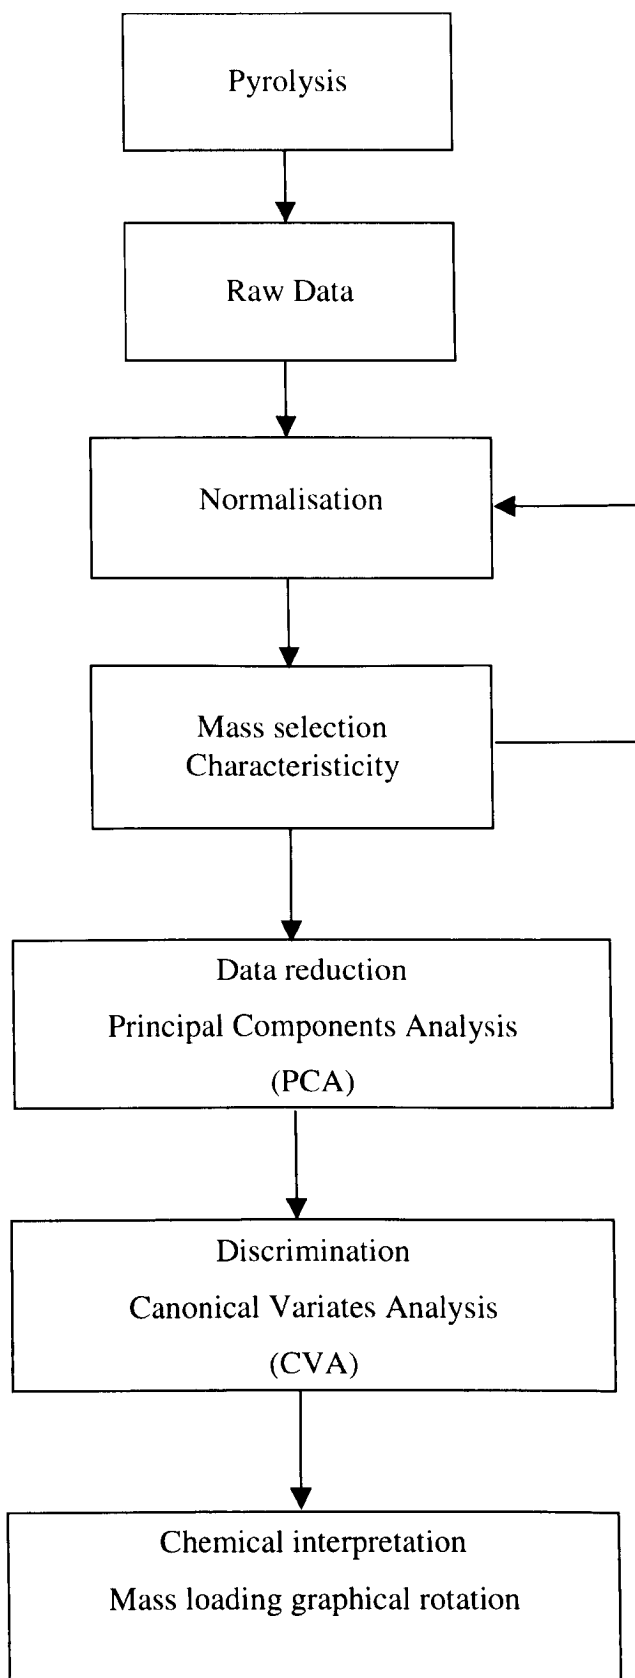 Pyrolysis
Raw Data
Normalisation
Mass selection
Characteristicity
Data reduction
Principal Components Analysis
(PCA)
Discrimination
Canonical Variates Analysis
(CVA)
Chemical interpretation
Mass loading graphical rotation